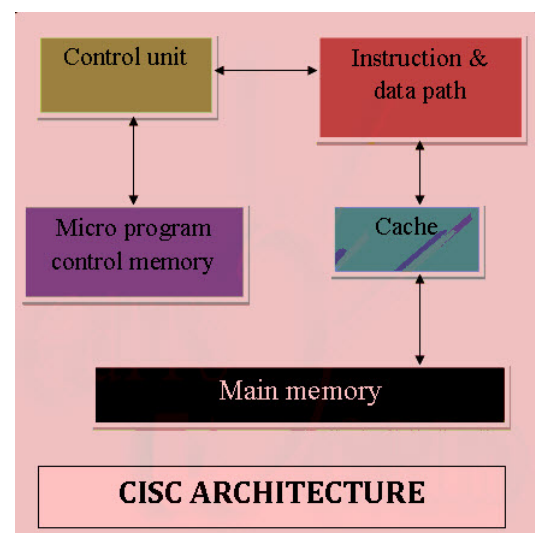 Control unit
Instruction &
data path
Micro program
control memory
Cache
Main memory
CISC ARCHITECTURE